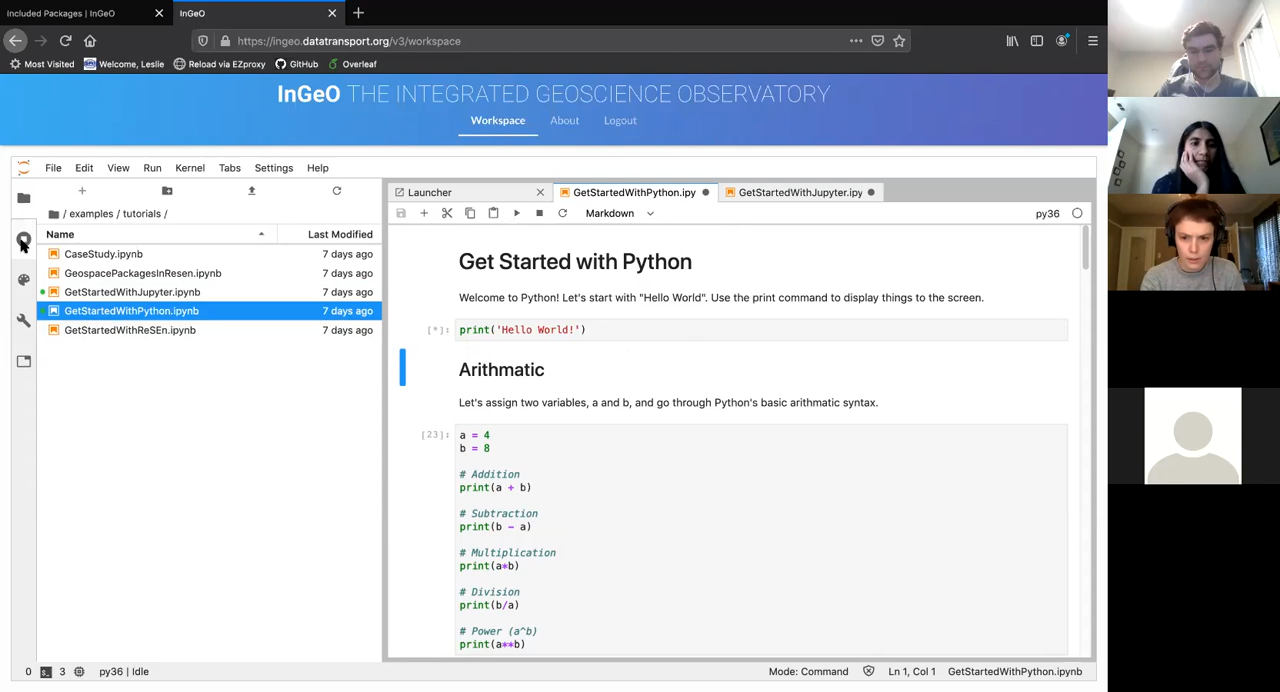 Included Packages | InGeO
InGeO
https://ingeo.datatransport.org/v3/workspace
Most Visited Welcome, Leslie Reload via EZproxy GitHub Overleaf
InGeO THE INTEGRATED GEOSCIENCE OBSERVATORY
Workspace About Logout
File Edit View Run Kernel Tabs Settings Help
Launcher GetStartedWithPython.ipy GetStartedWithJupyter.ipy
/ examples / tutorials /
Markdown py36
Name Last Modified
CaseStudy.ipynb 7 days ago
GeospacePackagesInResen.ipynb 7 days ago
GetStartedWithJupyter.ipynb 7 days ago
GetStartedWithPython.ipynb 7 days ago
GetStartedWithReSEn.ipynb 7 days ago
Get Started with Python
Welcome to Python! Let's start with "Hello World". Use the print command to display things to the screen.
[*]: print('Hello World!')
Arithmatic
Let's assign two variables, a and b, and go through Python's basic arithmatic syntax.
[23]: a = 4
b = 8
# Addition
print(a + b)
# Subtraction
print(b - a)
# Multiplication
print(a*b)
# Division
print(b/a)
# Power (a^b)
print(a**b)
0 3 py36 | Idle Mode: Command Ln 1, Col 1 GetStartedWithPython.ipynb